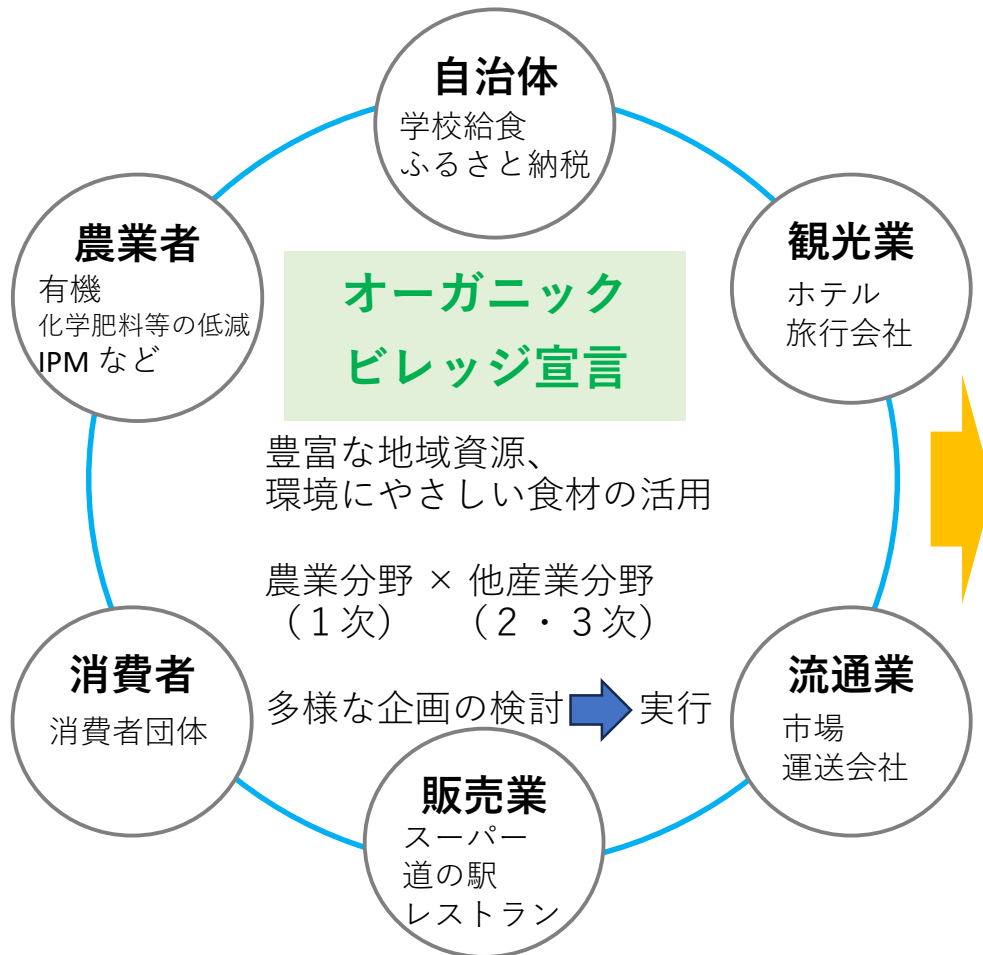 自治体
学校給食
ふるさと納税
農業者
有機
化学肥料等の低減
IPM など
観光業
ホテル
旅行会社
オーガニック
ビレッジ宣言
豊富な地域資源、
環境にやさしい食材の活用
農業分野 × 他産業分野
（１次） （２・３次）
多様な企画の検討 実行
消費者
消費者団体
流通業
市場
運送会社
販売業
スーパー
道の駅
レストラン